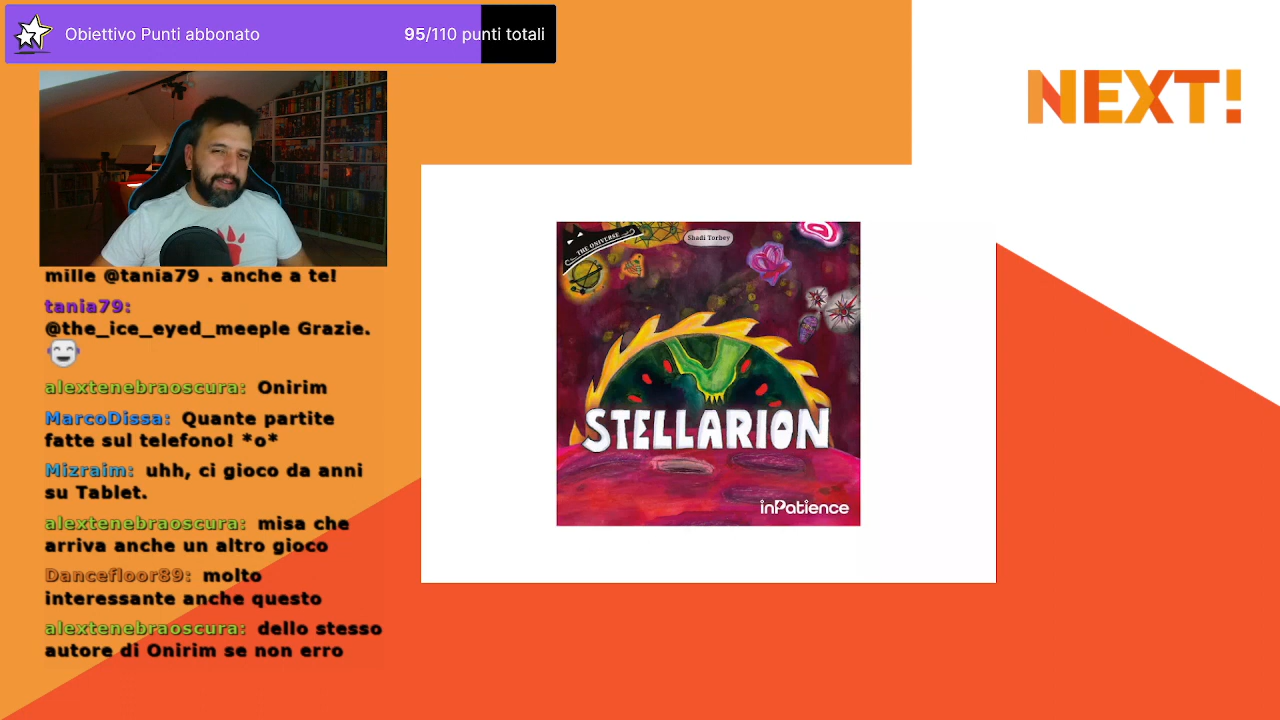 Obiettivo Punti abbonato
95/110 punti totali
NEXT!
mille @tania79 . anche a te!
tania79:
@the_ice_eyed_meeple Grazie.
alextenebraoscura: Onirim
MarcoDissa: Quante partite
fatte sul telefono! *o*
Mizraim: uhh, ci gioco da anni
su Tablet.
alextenebraoscura: misa che
arriva anche un altro gioco
Dancefloor89: molto
interessante anche questo
alextenebraoscura: dello stesso
autore di Onirim se non erro
THE ONIVERSE
Shadi Torbey
STELLARION
inPatience